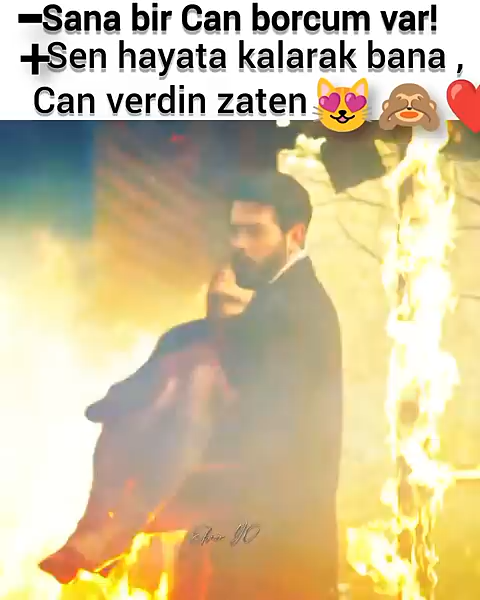 −Sana bir Can borcum var!
+Sen hayata kalarak bana ,
Can verdin zaten 😻 🙈 ❤️